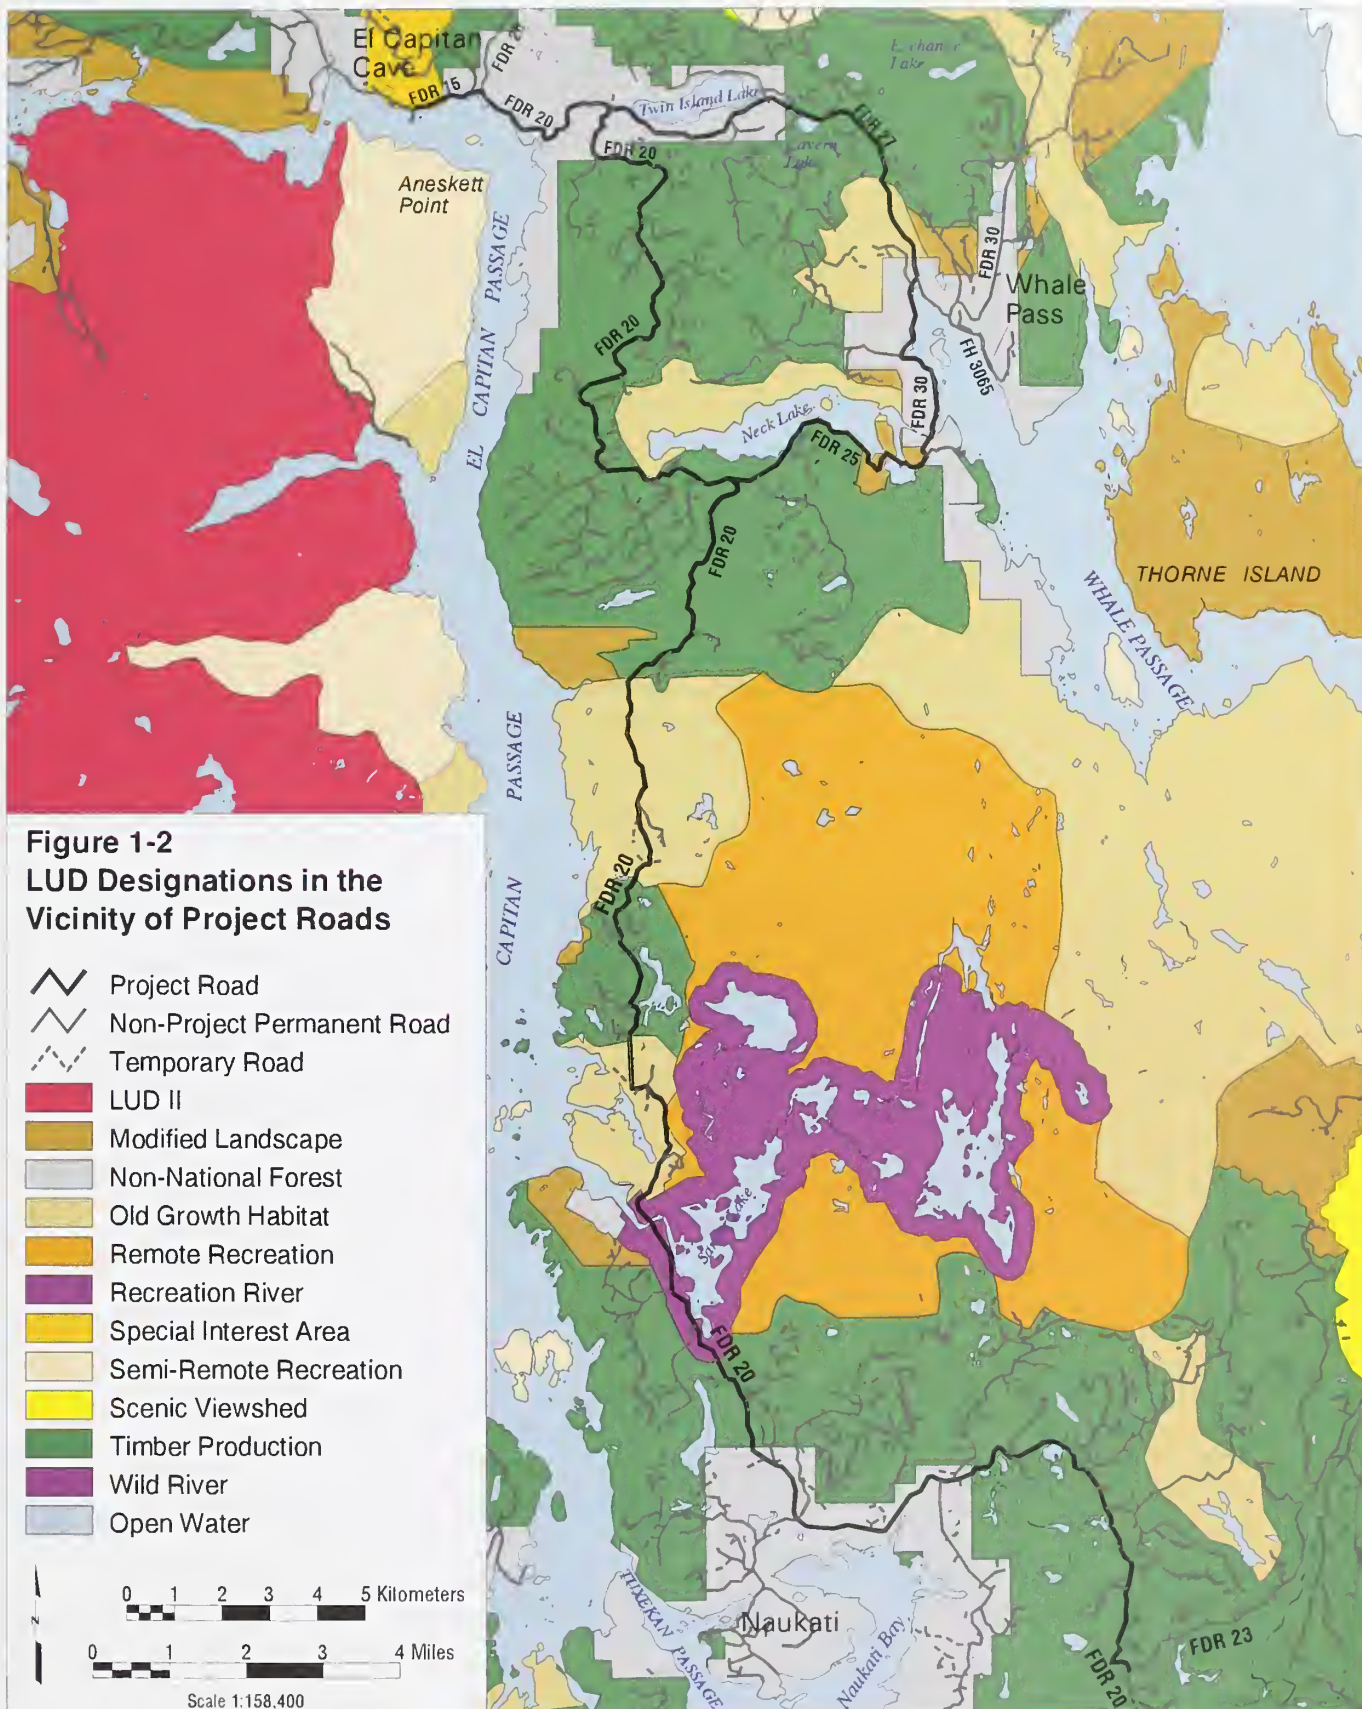 El Capitan
Cave
FDR 15
FDR 20
FDR 20
Twin Island Lake
Lake
FDR 27
Aneskett
Point
EL CAPITAN PASSAGE
FDR 30
Whale
Pass
FH 3065
FDR 20
FDR 30
Neck Lake
FDR 25
FDR 20
THORNE ISLAND
WHALE PASSAGE
CAPITAN PASSAGE
FDR 20
Lake
FDR 20
Naukati
TUXEKAN PASSAGE
Naukati Bay
FDR 23
FDR 20
Figure 1-2
LUD Designations in the
Vicinity of Project Roads
Project Road
Non-Project Permanent Road
Temporary Road
LUD II
Modified Landscape
Non-National Forest
Old Growth Habitat
Remote Recreation
Recreation River
Special Interest Area
Semi-Remote Recreation
Scenic Viewshed
Timber Production
Wild River
Open Water
N
0 1 2 3 4 5 Kilometers
0 1 2 3 4 Miles
Scale 1:158,400